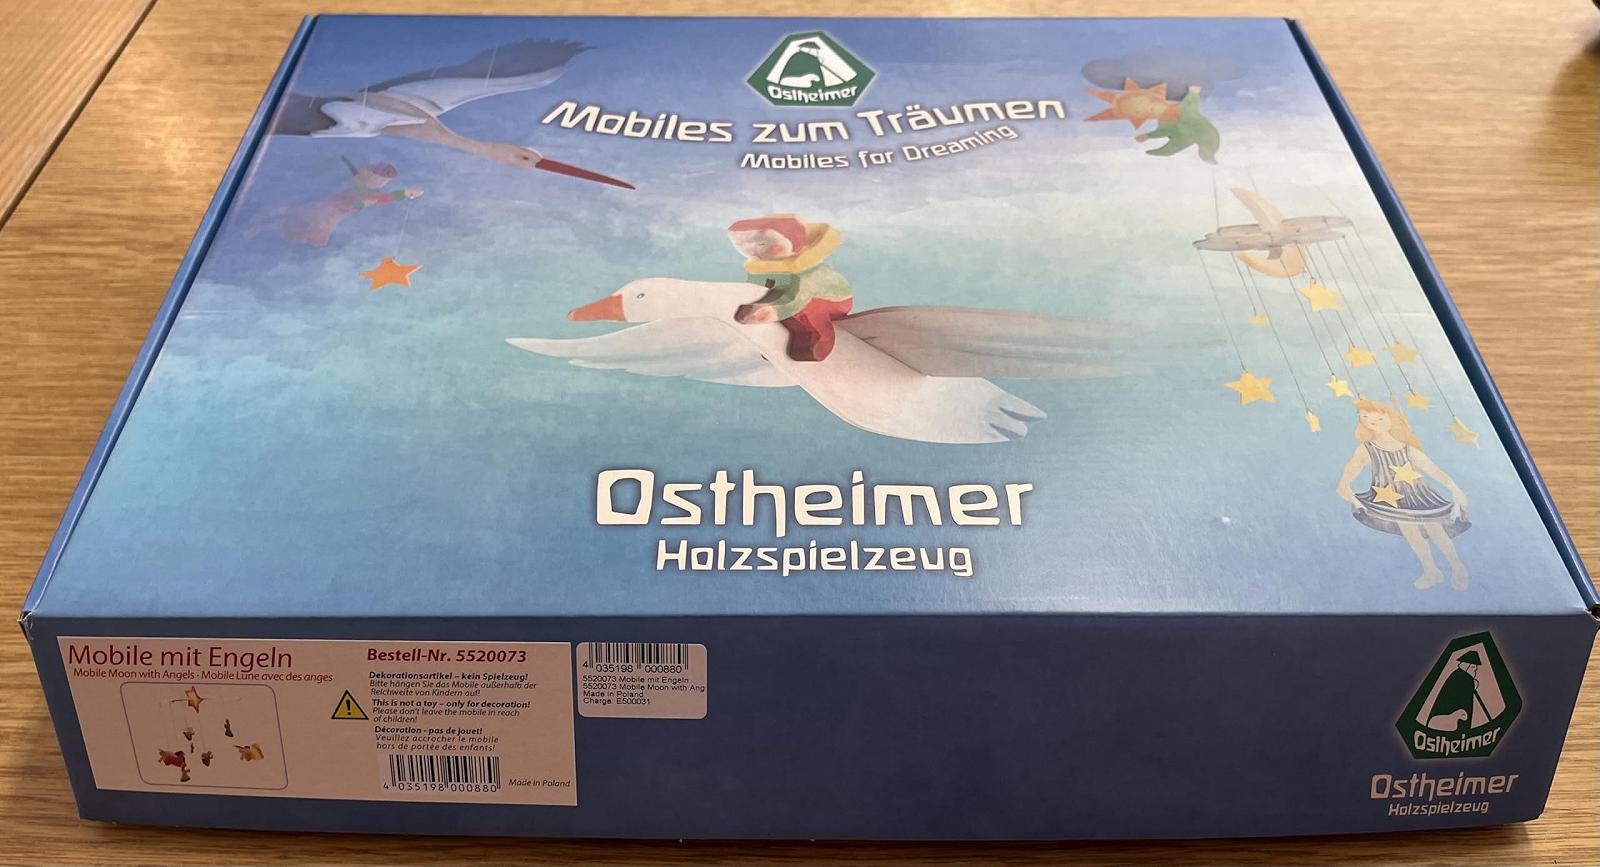 Ostheimer
Mobiles zum Träumen
Mobiles for Dreaming
Ostheimer
Holzspielzeug
Mobile mit Engeln
Mobile Moon with Angels · Mobile Lune avec des anges
Bestell-Nr. 5520073
Dekorationsartikel – kein Spielzeug!
Bitte hängen Sie das Mobile außerhalb der
Reichweite von Kindern auf!
This is not a toy – only for decoration!
Please don't leave the mobile in reach
of children!
Décoration - pas de jouet!
Veuillez accrocher le mobile
hors de portée des enfants!
4 035198 000880
Made in Poland
4 035198 000880
5520073 Mobile mit Engeln
5520073 Mobile Moon with Ang
Made in Poland
Charge: E500031
Ostheimer
Ostheimer
Holzspielzeug